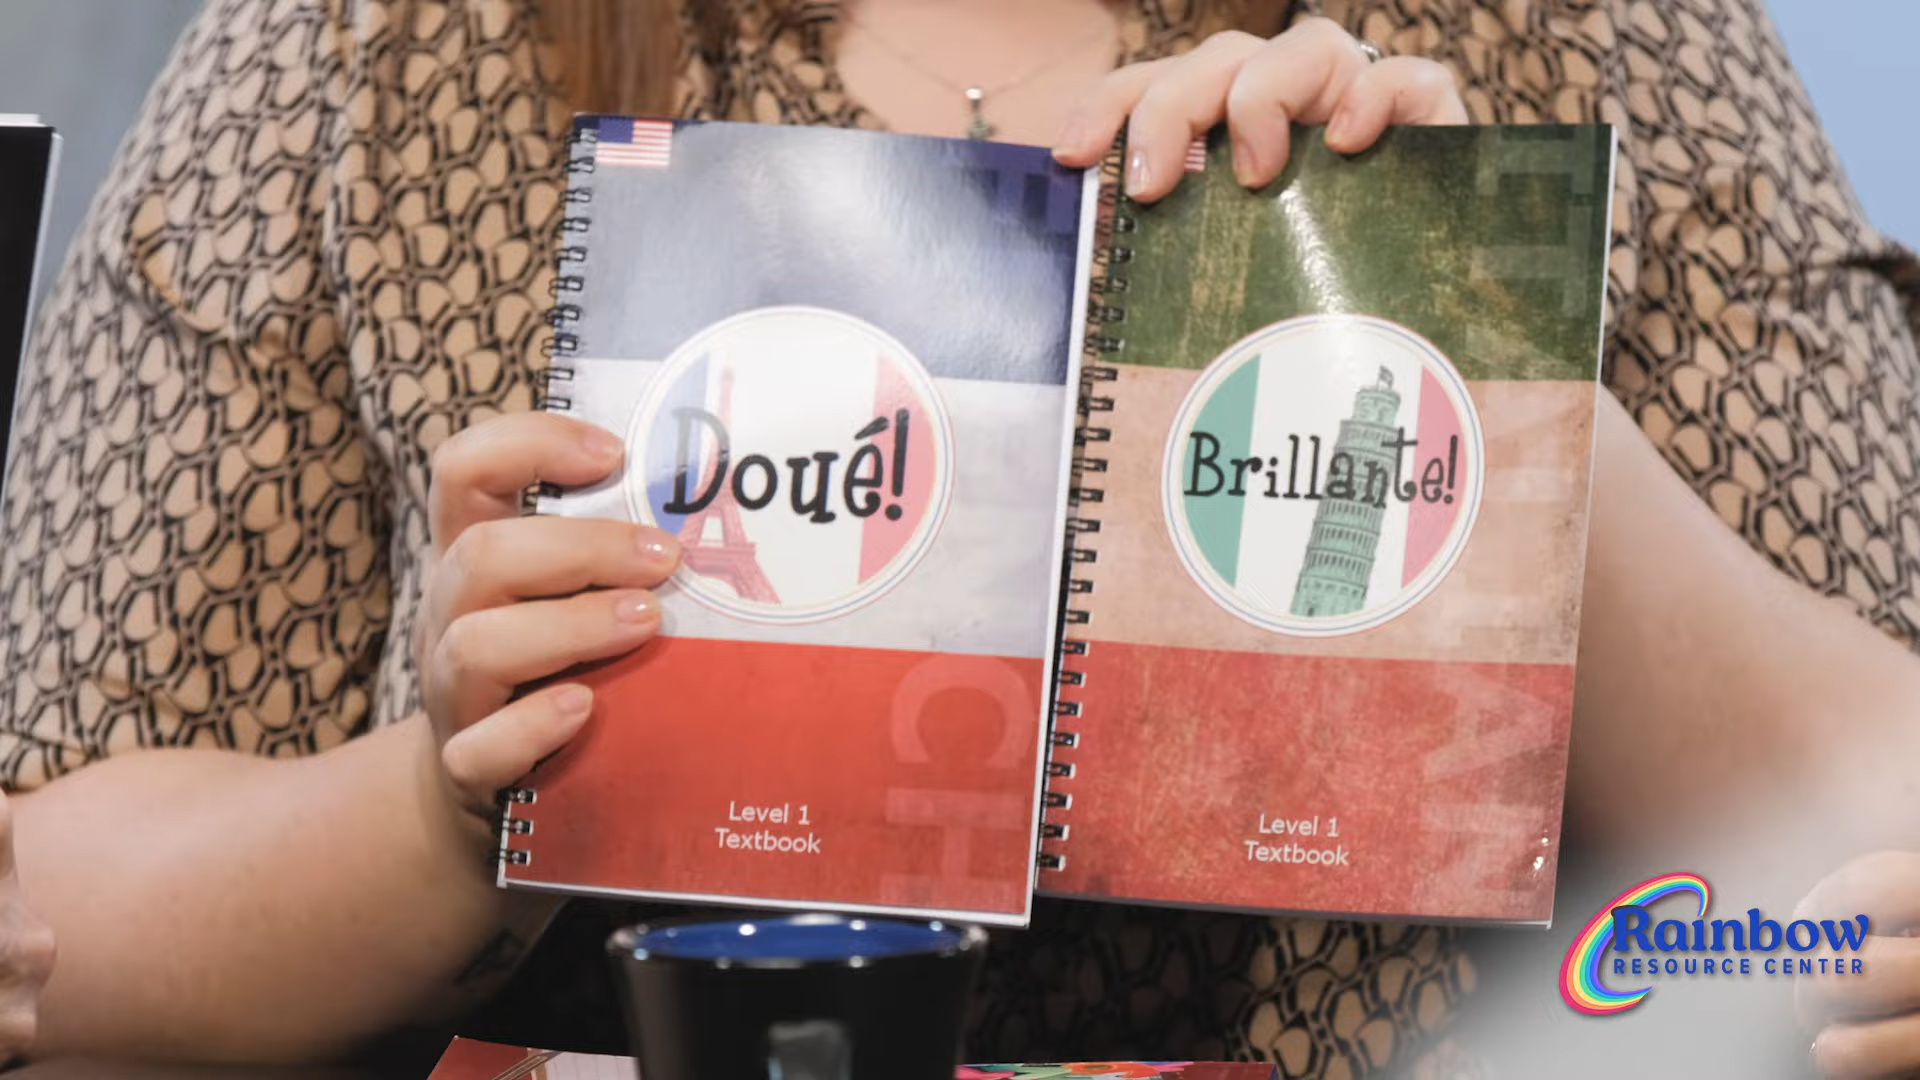 Doué!
Level 1
Textbook
Brillante!
Level 1
Textbook
Rainbow
RESOURCE CENTER